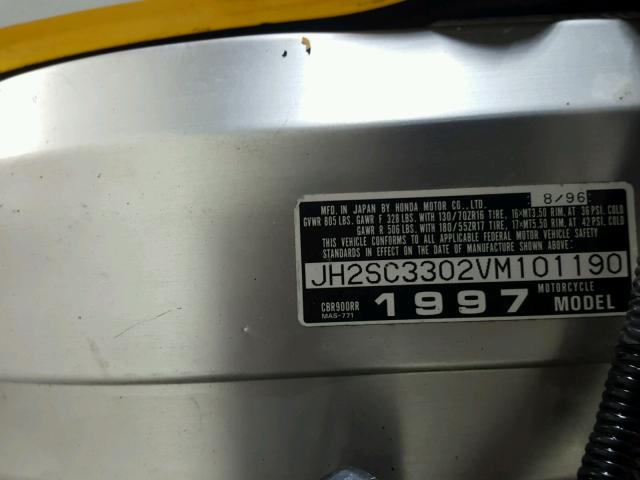 8/96
MFD. IN JAPAN BY HONDA MOTOR CO., LTD.
GVWR 805 LBS. GAWR F 328 LBS. WITH 130/70ZR16 TIRE, 16×MT3.50 RIM, AT 36 PSI. COLD
GAWR R 506 LBS. WITH 180/55ZR17 TIRE, 17×MT5.50 RIM, AT 42 PSI. COLD
THIS VEHICLE CONFORMS TO ALL APPLICABLE FEDERAL MOTOR VEHICLE SAFETY
STANDARDS IN EFFECT ON THE DATE OF MANUFACTURE SHOWN ABOVE.
JH2SC3302VM101190
CBR900RR 1997 MOTORCYCLE
MAS-771 MODEL